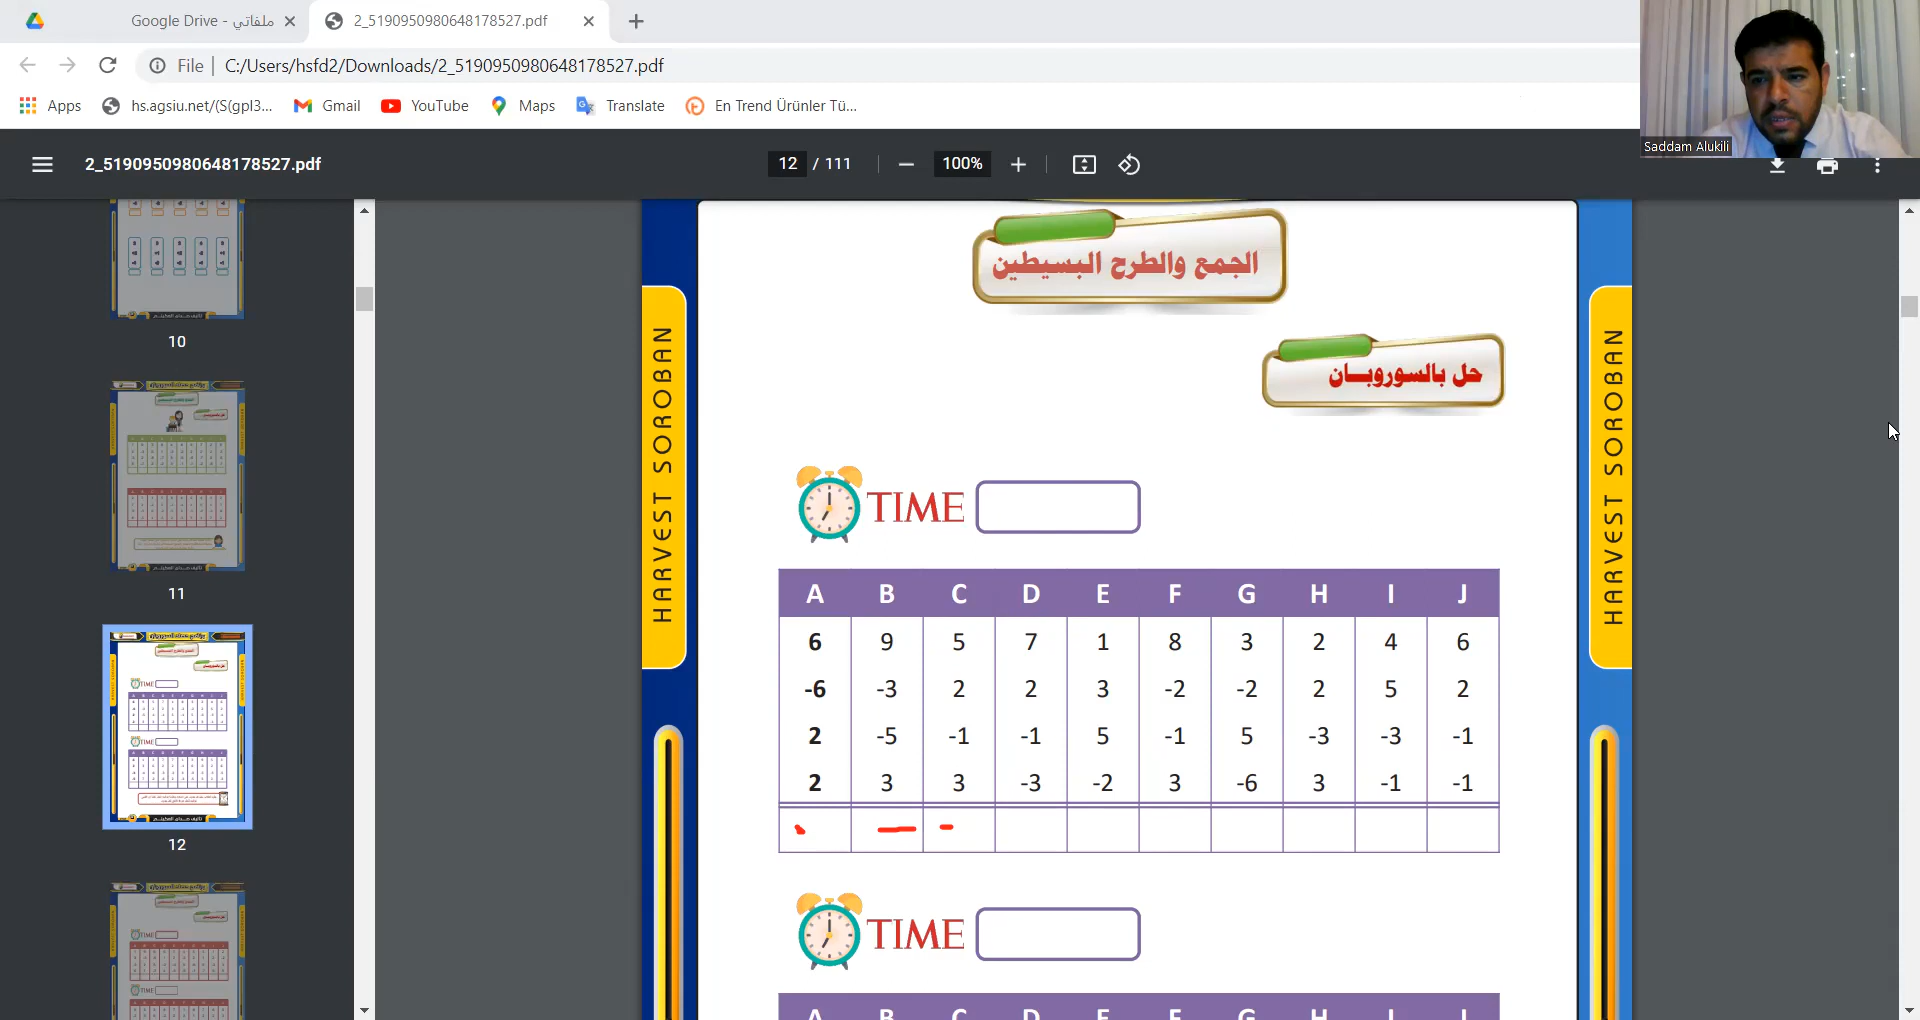 ملفاتي - Google Drive
2_5190950980648178527.pdf
File C:/Users/hsfd2/Downloads/2_5190950980648178527.pdf
Apps hs.agsiu.net/(S(gpl3... Gmail YouTube Maps Translate En Trend Ürünler Tü...
Saddam Alukili
2_5190950980648178527.pdf 12 / 111 100%
10
11
12
الجمع والطرح البسيطين
حل بالسوروبان
HARVEST SOROBAN
HARVEST SOROBAN
TIME
A B C D E F G H I J
6 9 5 7 1 8 3 2 4 6
-6 -3 2 2 3 -2 -2 2 5 2
2 -5 -1 -1 5 -1 5 -3 -3 -1
2 3 3 -3 -2 3 -6 3 -1 -1
TIME
A B C D E F G H I J